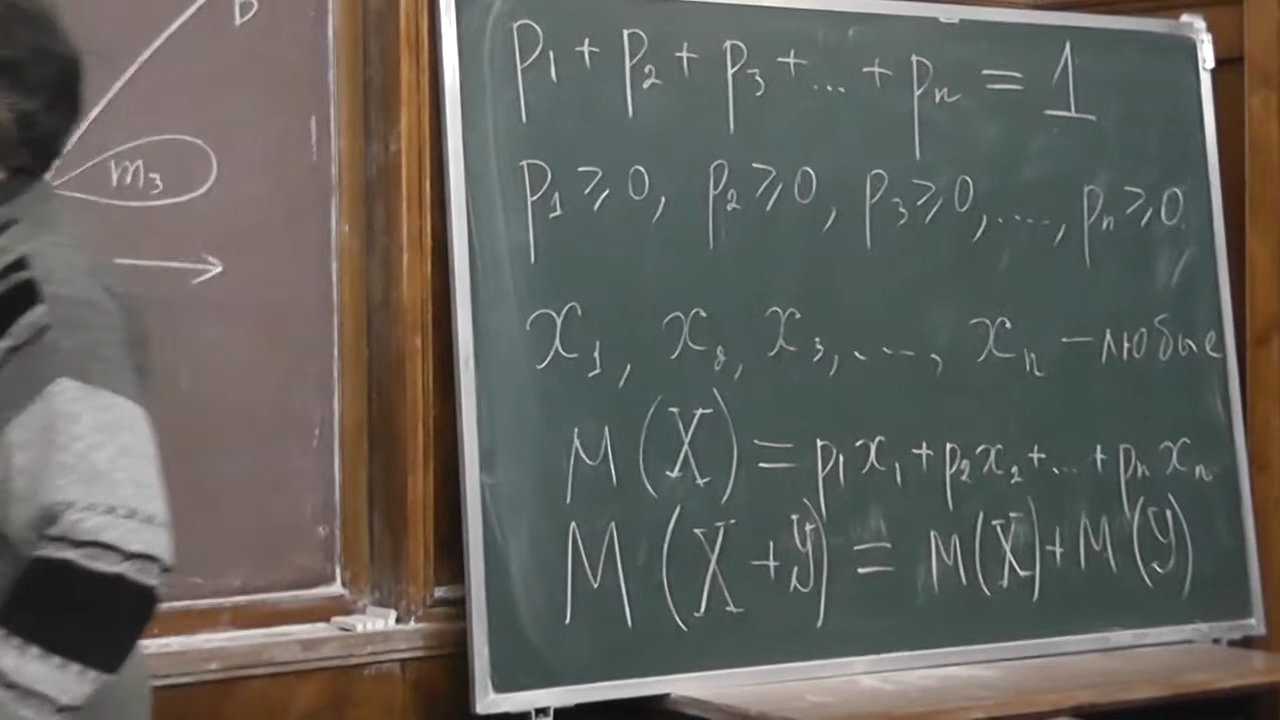 D
m₃
p₁ + p₂ + p₃ + ... + pₙ = 1
p₁ ⩾ 0, p₂ ⩾ 0, p₃ ⩾ 0, ...., pₙ ⩾ 0
x₁, x₂, x₃, ...., xₙ – любые
M(X) = p₁x₁ + p₂x₂ + ... + pₙxₙ
M(X+Y) = M(X) + M(Y)